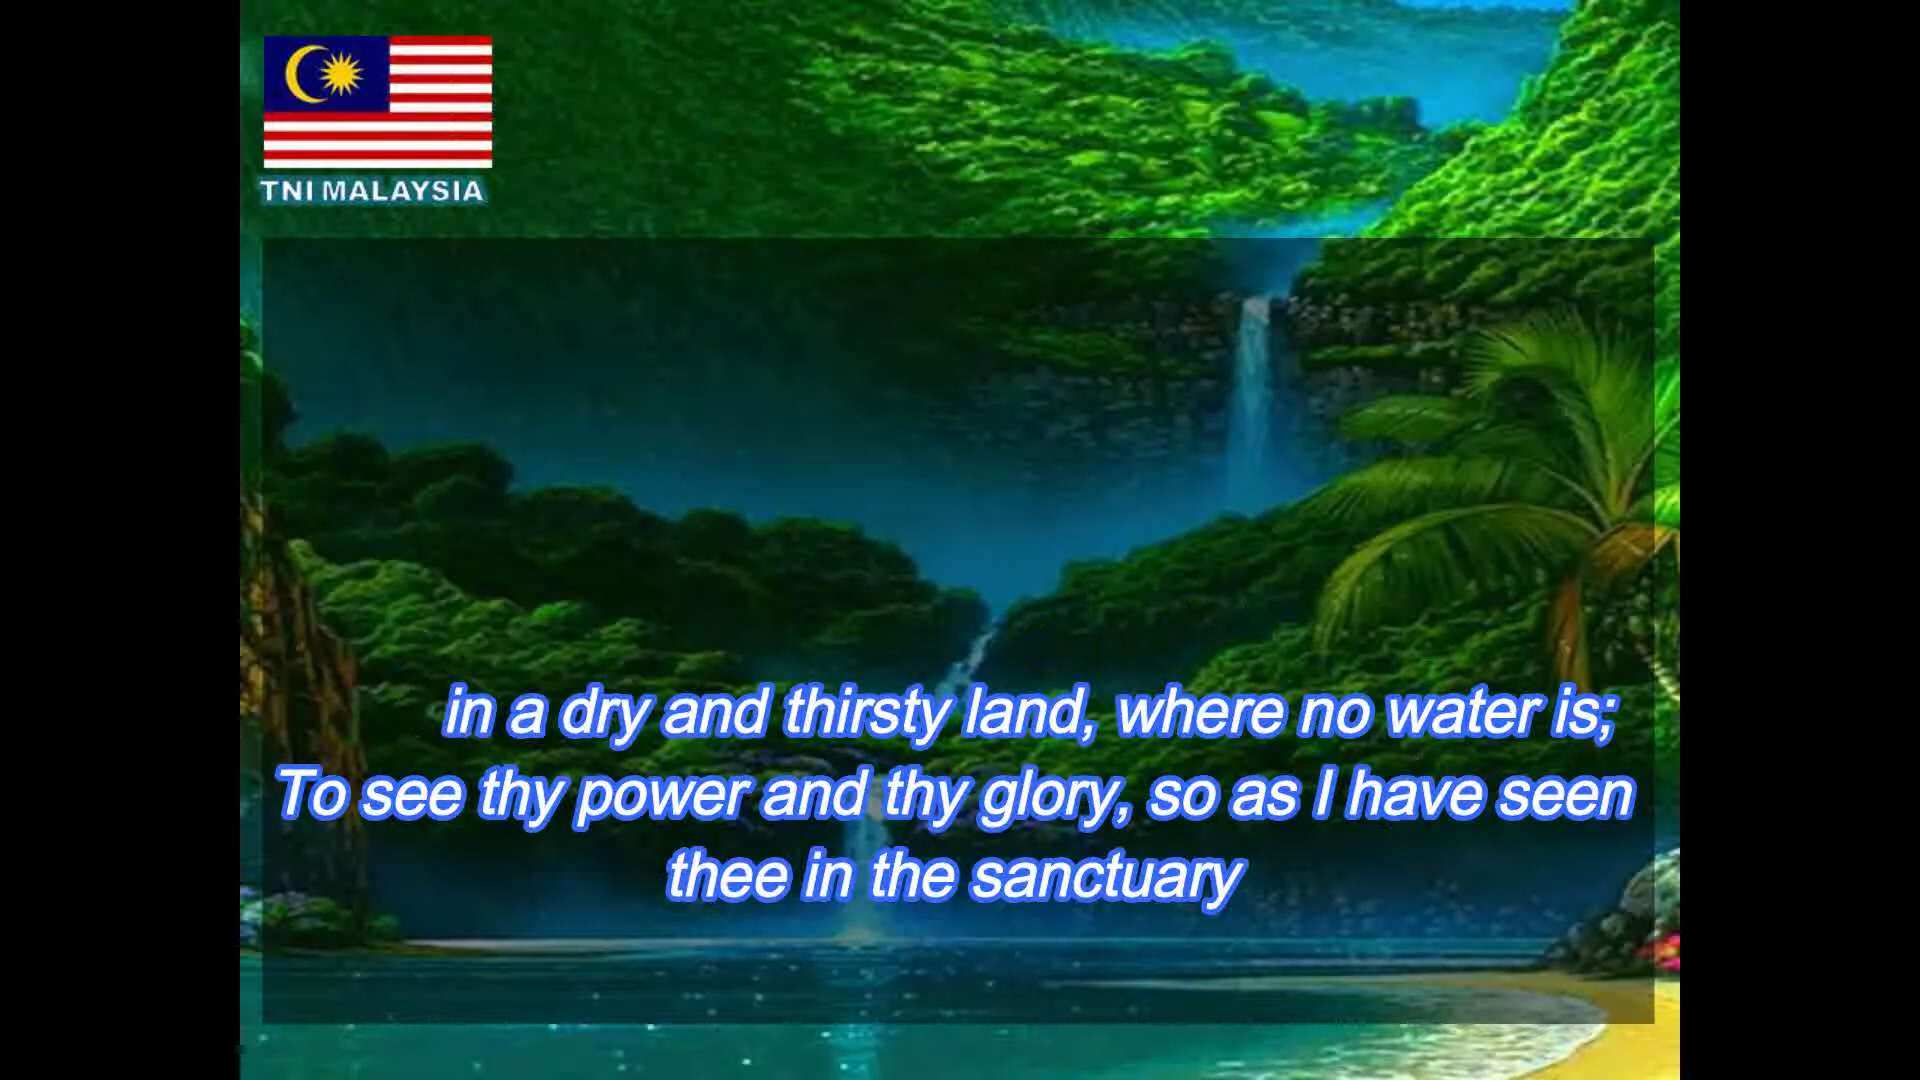 TNI MALAYSIA
in a dry and thirsty land, where no water is;
To see thy power and thy glory, so as I have seen
thee in the sanctuary